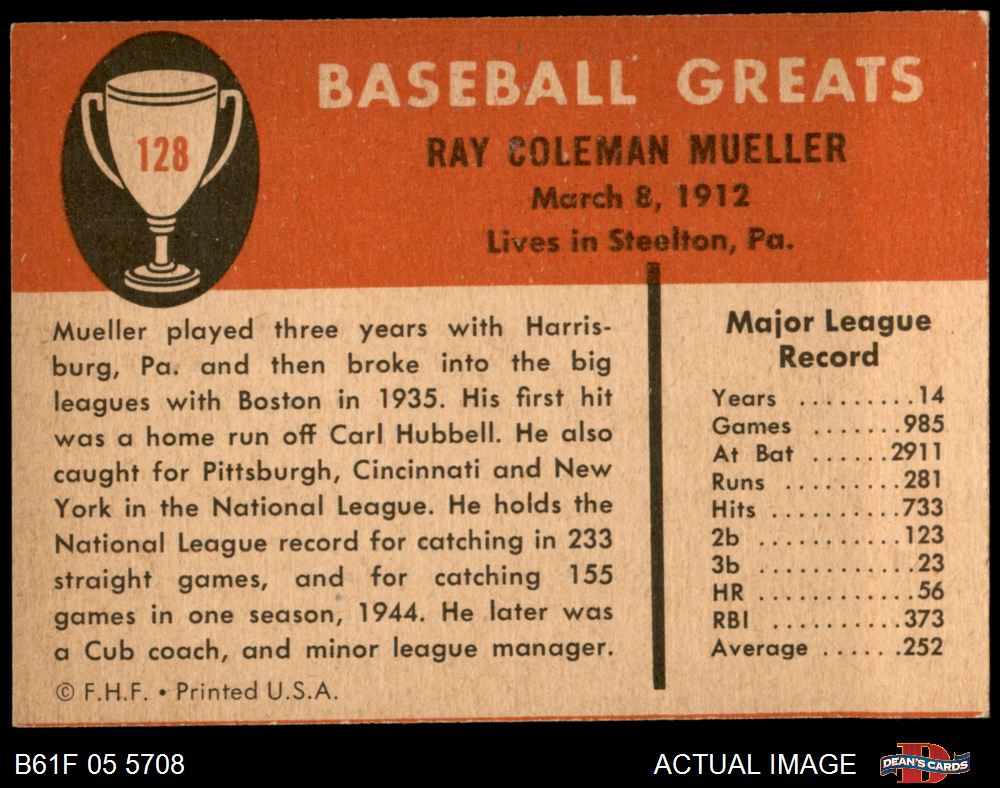 BASEBALL GREATS
128
RAY COLEMAN MUELLER
March 8, 1912
Lives in Steelton, Pa.
Mueller played three years with Harris-
burg, Pa. and then broke into the big
leagues with Boston in 1935. His first hit
was a home run off Carl Hubbell. He also
caught for Pittsburgh, Cincinnati and New
York in the National League. He holds the
National League record for catching in 233
straight games, and for catching 155
games in one season, 1944. He later was
a Cub coach, and minor league manager.
© F.H.F. • Printed U.S.A.
Major League
Record
Years .........14
Games .......985
At Bat ......2911
Runs .........281
Hits ..........733
2b ...........123
3b ............23
HR ............56
RBI ..........373
Average ......252
B61F 05 5708
ACTUAL IMAGE
D
DEAN'S CARDS